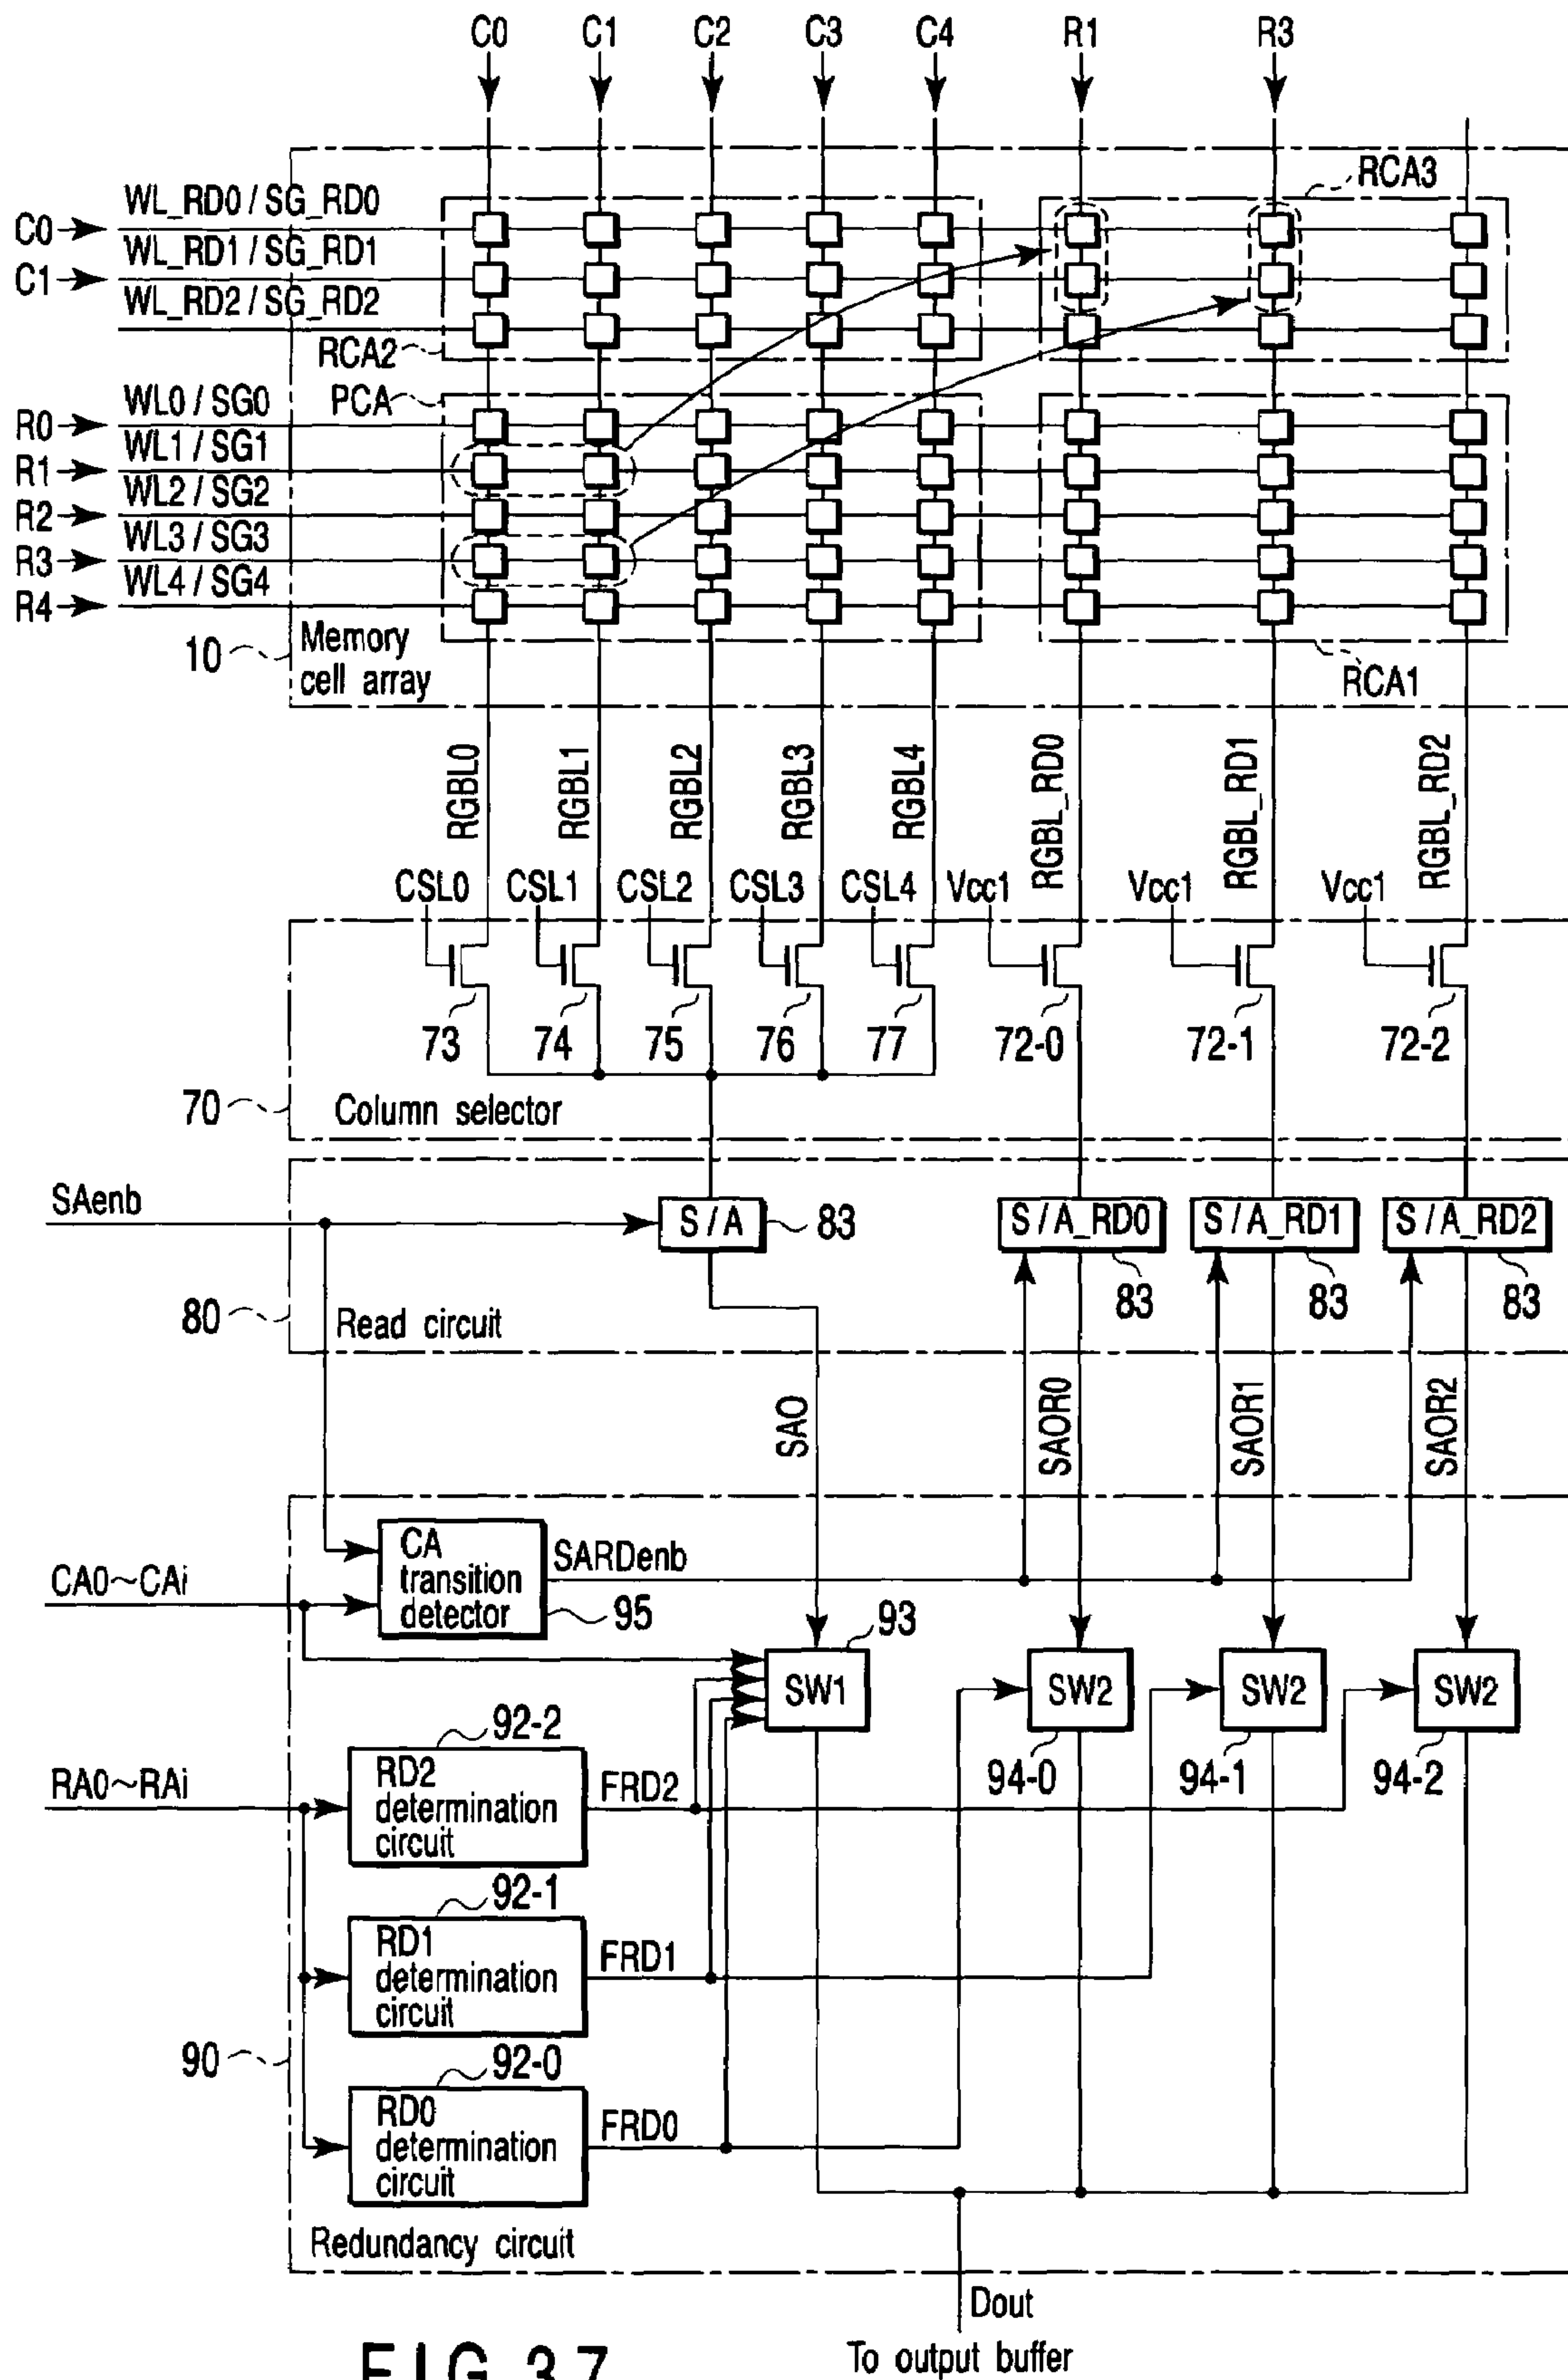 C0 C1 C2 C3 C4 R1 R3
RCA3
WL_RD0 / SG_RD0
C0
WL_RD1 / SG_RD1
C1
WL_RD2 / SG_RD2
RCA2
PCA
WL0 / SG0
R0
WL1 / SG1
R1
WL2 / SG2
R2
WL3 / SG3
R3
WL4 / SG4
R4
10
Memory
cell array
RCA1
RGBL0
RGBL1
RGBL2
RGBL3
RGBL4
RGBL_RD0
RGBL_RD1
RGBL_RD2
CSL0 CSL1 CSL2 CSL3 CSL4 Vcc1 Vcc1 Vcc1
73 74 75 76 77 72-0 72-1 72-2
70
Column selector
SAenb
S / A
83
S / A_RD0
S / A_RD1
S / A_RD2
83 83 83
80
Read circuit
SAO
SAOR0
SAOR1
SAOR2
CA
transition
detector
SARDenb
CA0~CAi
95
93
SW1
SW2
SW2
SW2
94-0 94-1 94-2
92-2
RA0~RAi
RD2
determination
circuit
FRD2
92-1
RD1
determination
circuit
FRD1
90
92-0
RD0
determination
circuit
FRD0
Redundancy circuit
Dout
To output buffer
FIG. 37